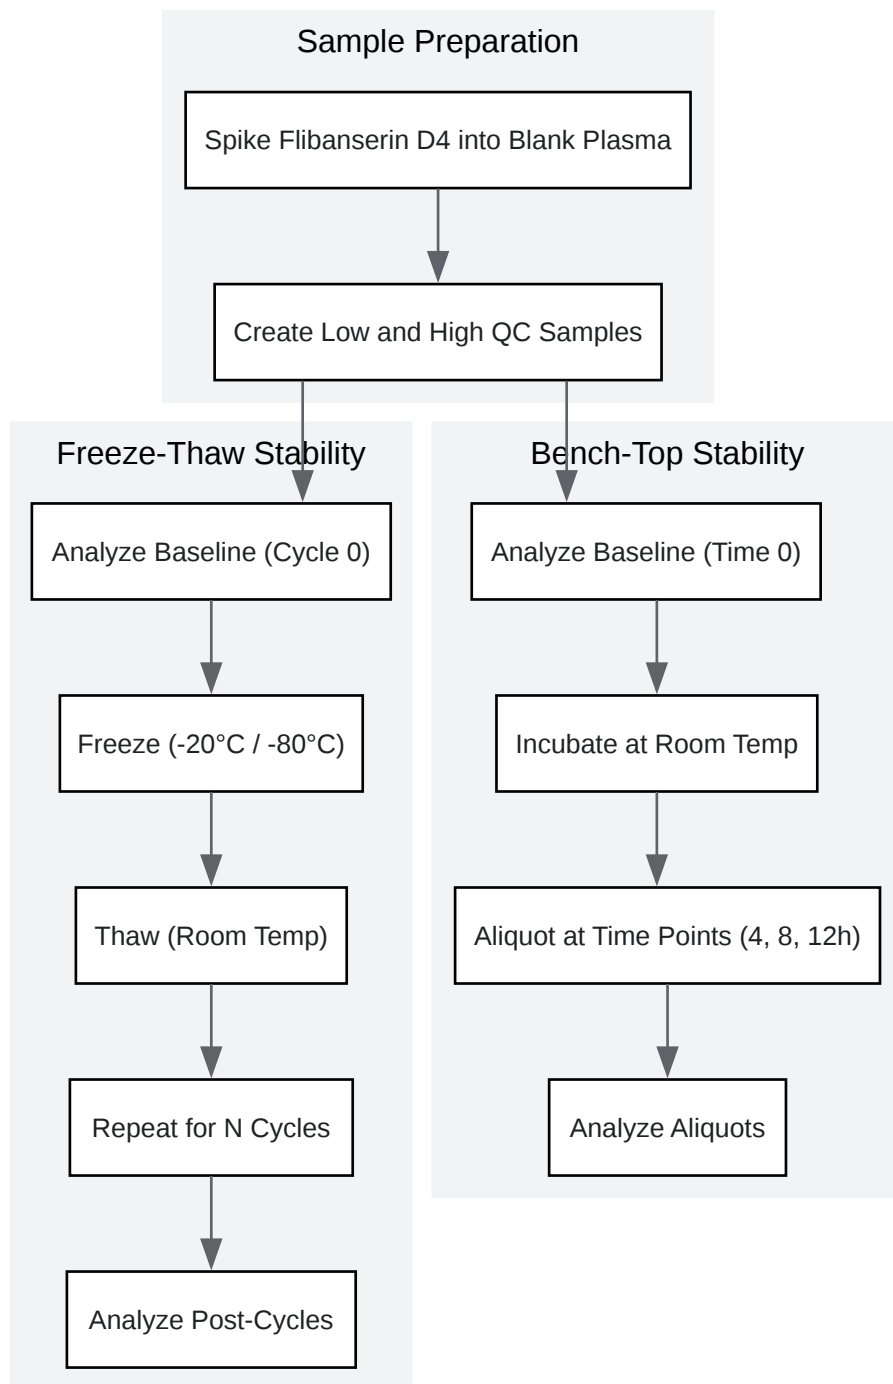 Sample Preparation
Spike Flibanserin D4 into Blank Plasma
Create Low and High QC Samples
Freeze-Thaw Stability
Analyze Baseline (Cycle 0)
Freeze (-20°C / -80°C)
Thaw (Room Temp)
Repeat for N Cycles
Analyze Post-Cycles
Bench-Top Stability
Analyze Baseline (Time 0)
Incubate at Room Temp
Aliquot at Time Points (4, 8, 12h)
Analyze Aliquots